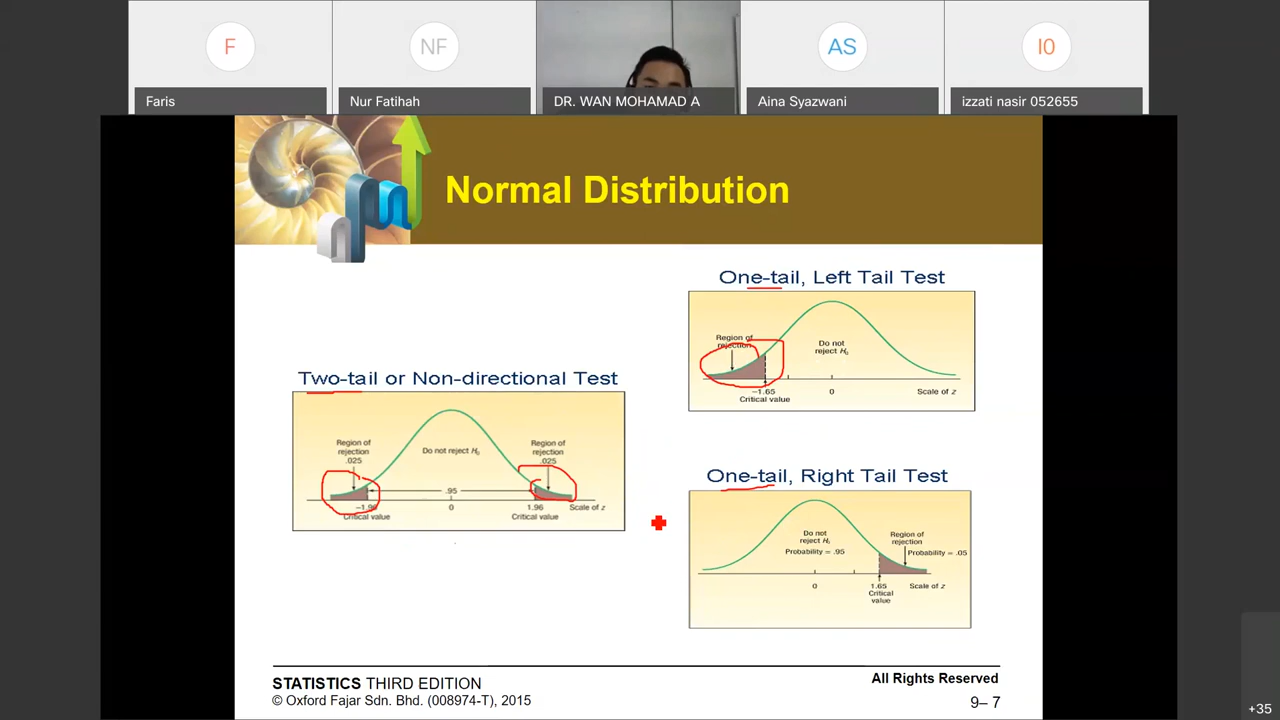 F
NF
AS
I0
Faris
Nur Fatihah
DR. WAN MOHAMAD A
Aina Syazwani
izzati nasir 052655
Normal Distribution
One-tail, Left Tail Test
Region of
rejection
Do not
reject H₀
-1.65
Critical value
0
Scale of z
Two-tail or Non-directional Test
Region of
rejection
.025
Do not reject H₀
Region of
rejection
.025
.95
-1.96
Critical value
0
1.96
Critical value
Scale of z
One-tail, Right Tail Test
Do not
reject H₀
Probability = .95
Region of
rejection
Probability = .05
0
1.65
Critical
value
Scale of z
STATISTICS THIRD EDITION
© Oxford Fajar Sdn. Bhd. (008974-T), 2015
All Rights Reserved
9– 7
+35